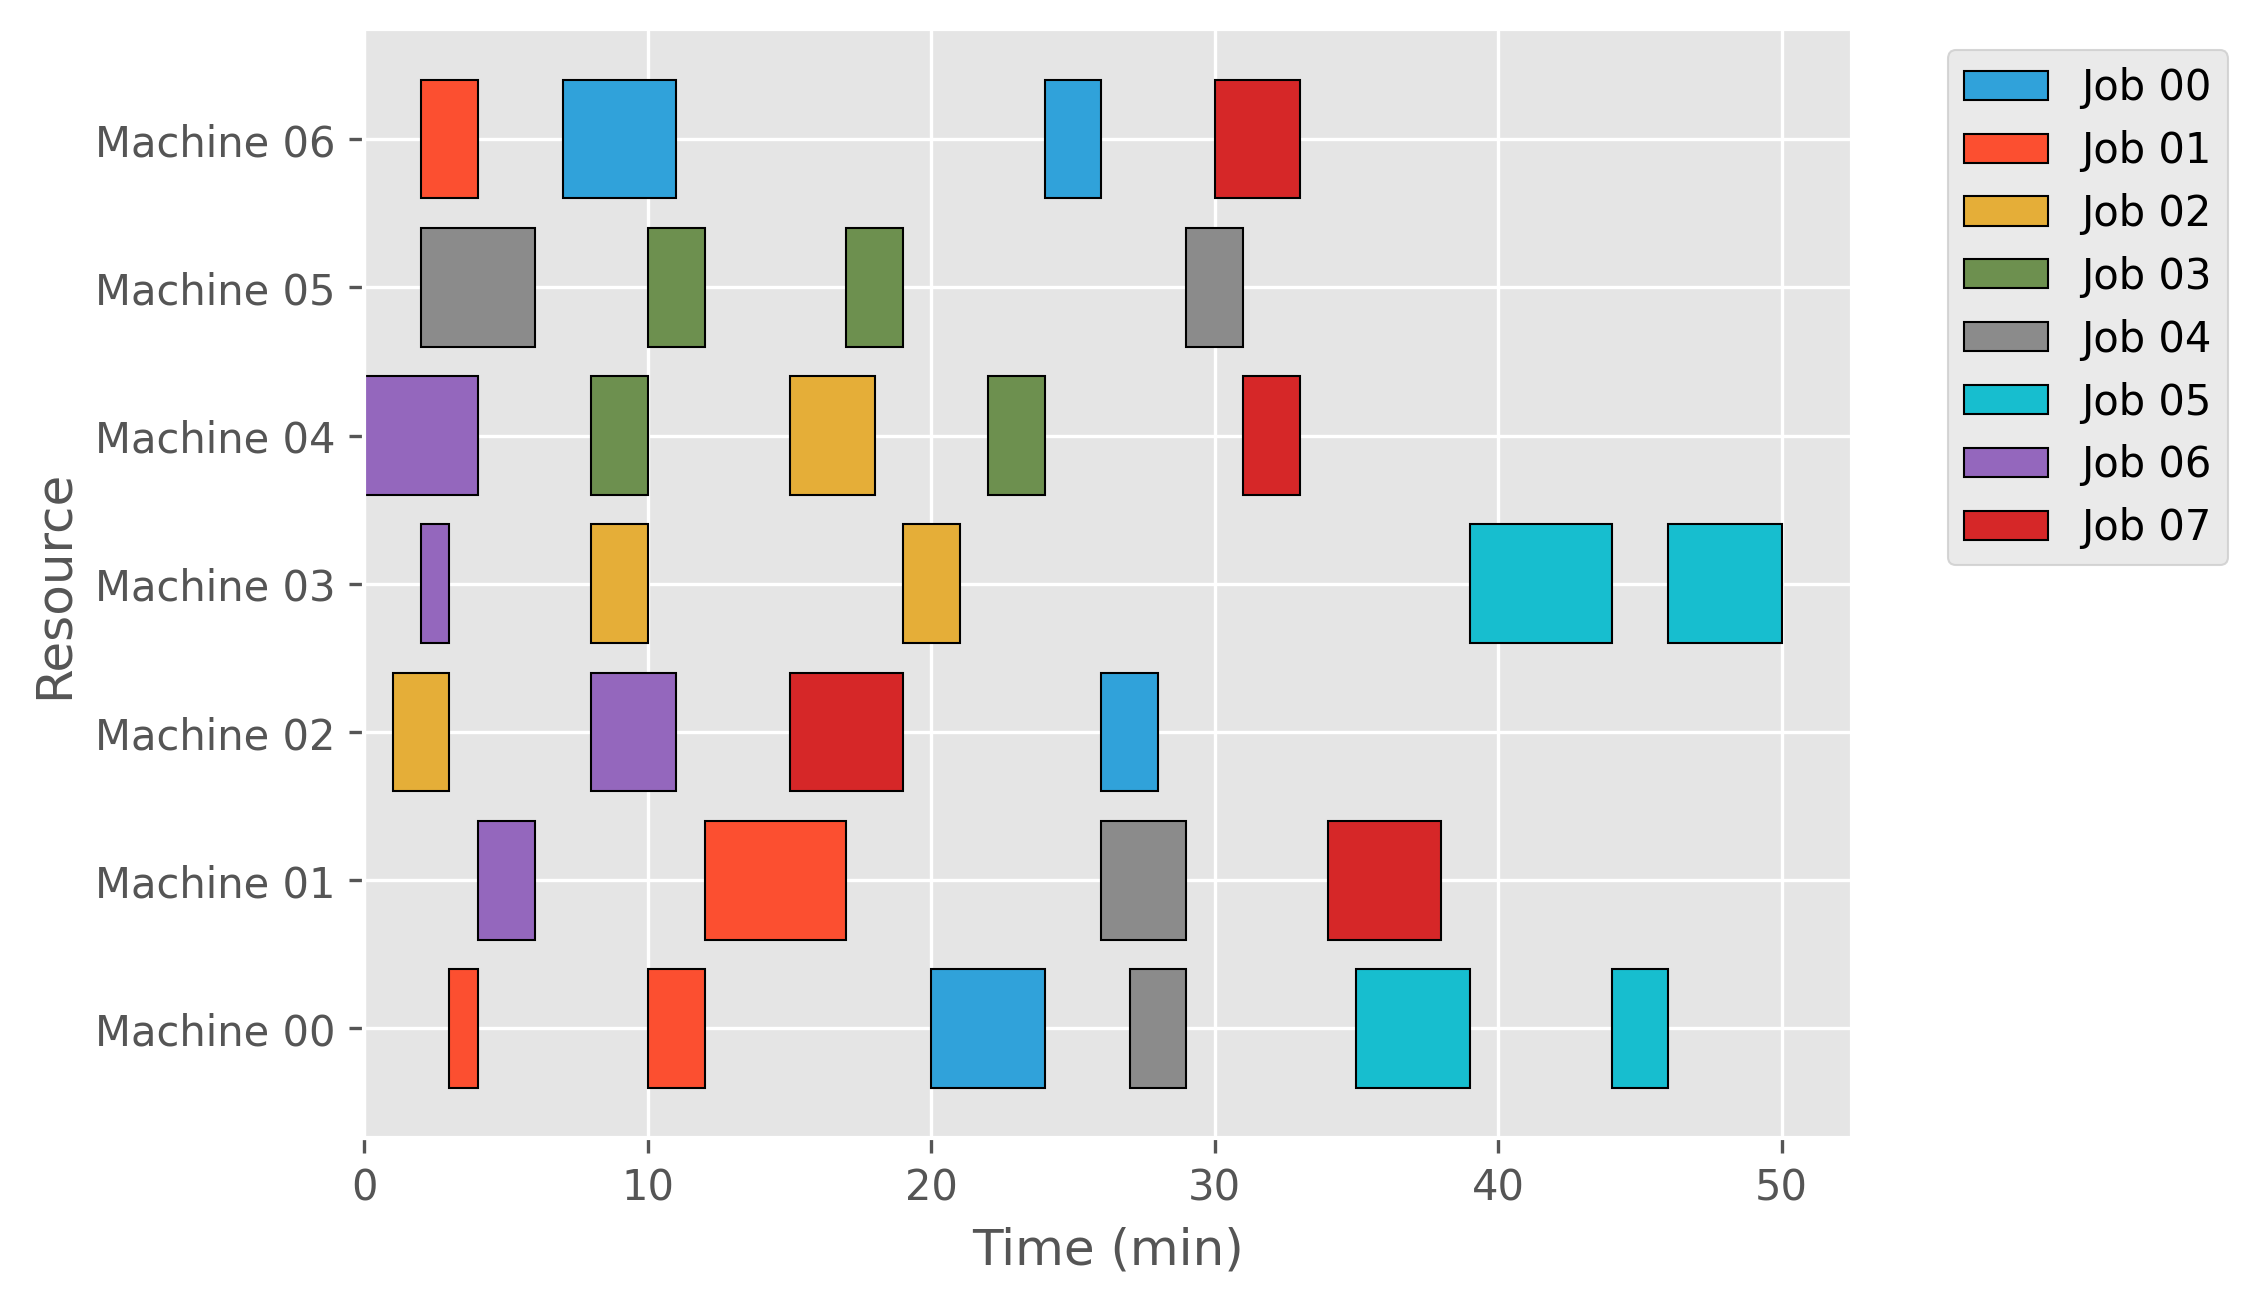 Machine 06
Machine 05
Machine 04
Machine 03
Machine 02
Machine 01
Machine 00
Resource
0 10 20 30 40 50
Time (min)
Job 00
Job 01
Job 02
Job 03
Job 04
Job 05
Job 06
Job 07